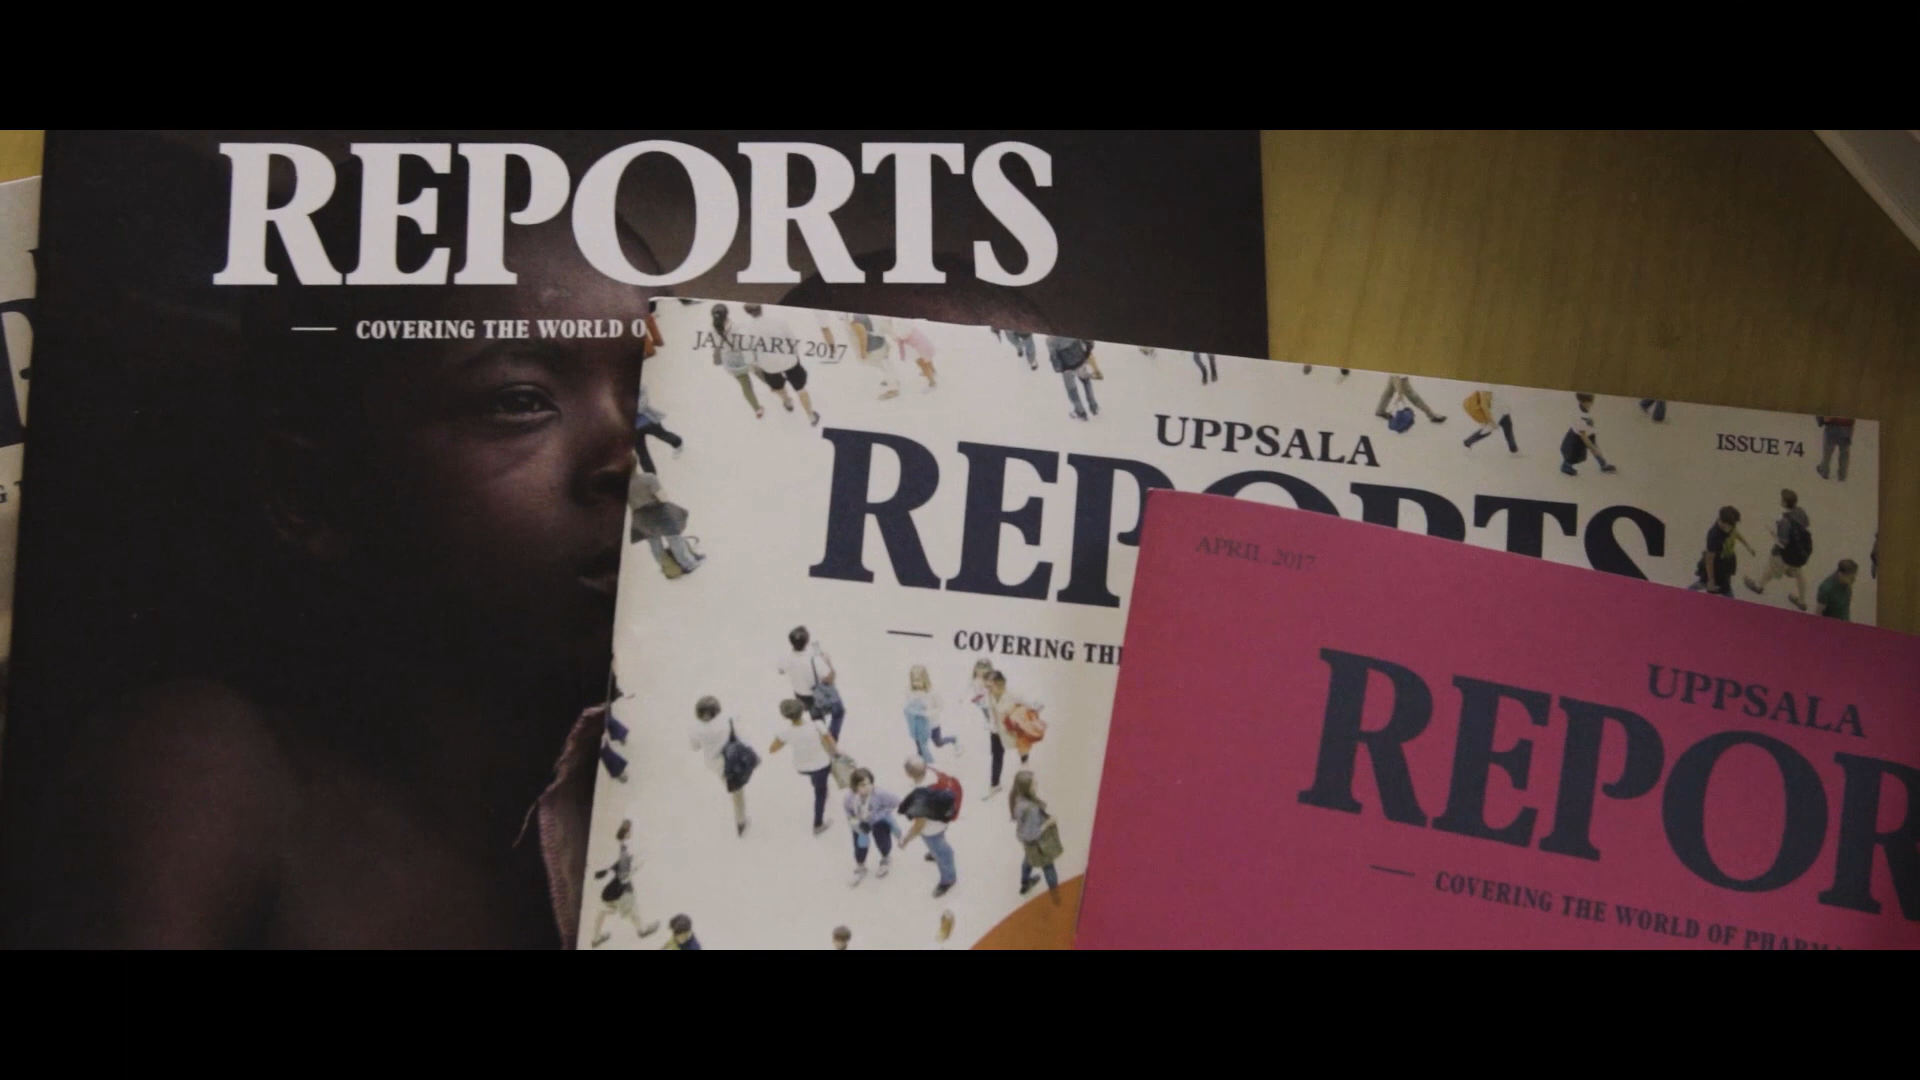 REPORTS
COVERING THE WORLD O
JANUARY 2017
UPPSALA
ISSUE 74
REPORTS
COVERING THE
APRIL 2017
UPPSALA
REPOR
COVERING THE WORLD OF PHARMA